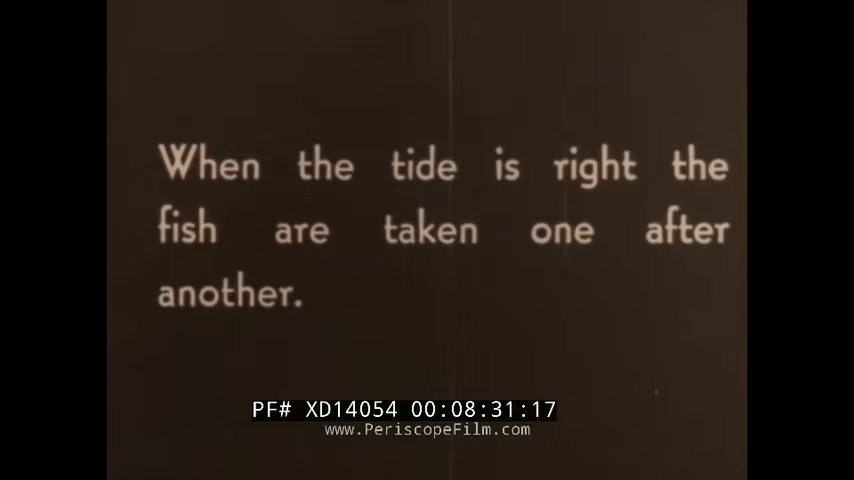 When the tide is right the
fish are taken one after
another.
PF# XD14054 00:08:31:17
www.PeriscopeFilm.com